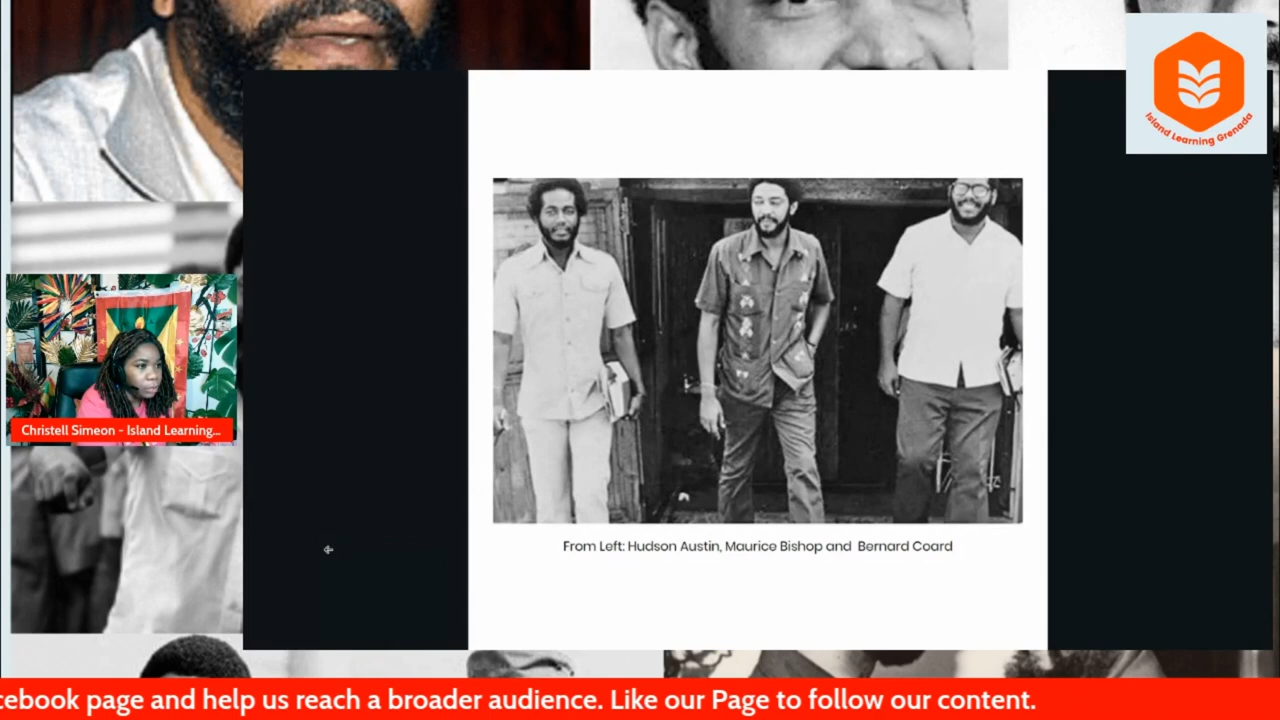 Island Learning Grenada
Christell Simeon - Island Learning...
From Left: Hudson Austin, Maurice Bishop and Bernard Coard
cebook page and help us reach a broader audience. Like our Page to follow our content.